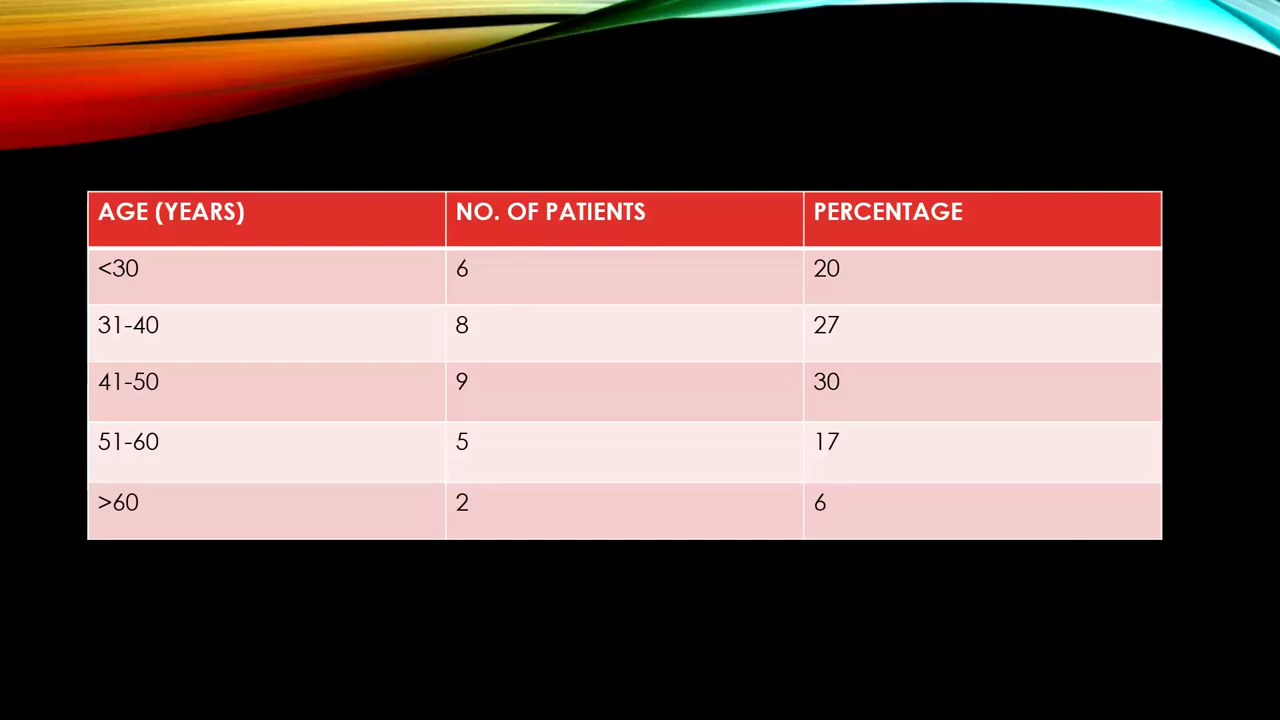 AGE (YEARS) NO. OF PATIENTS PERCENTAGE
<30 6 20
31-40 8 27
41-50 9 30
51-60 5 17
>60 2 6